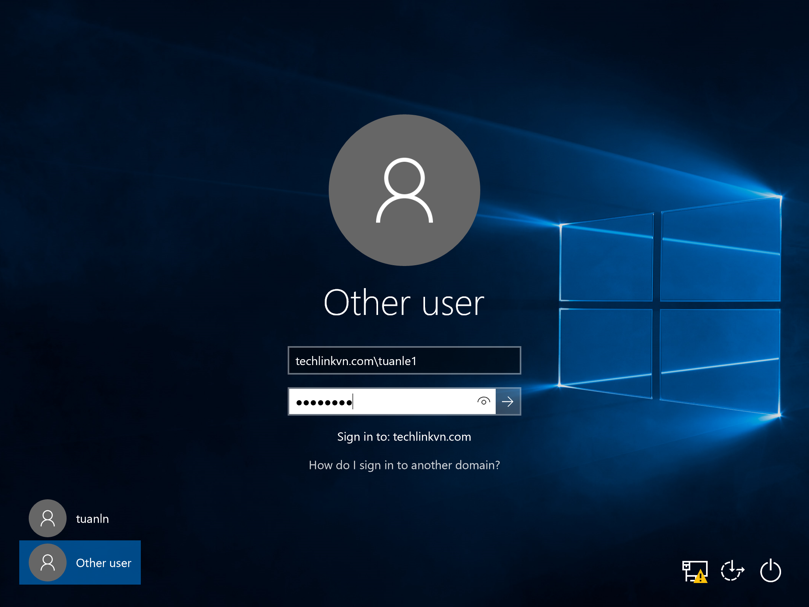 Other user
techlinkvn.com\tuanle1
Sign in to: techlinkvn.com
How do I sign in to another domain?
tuanln
Other user